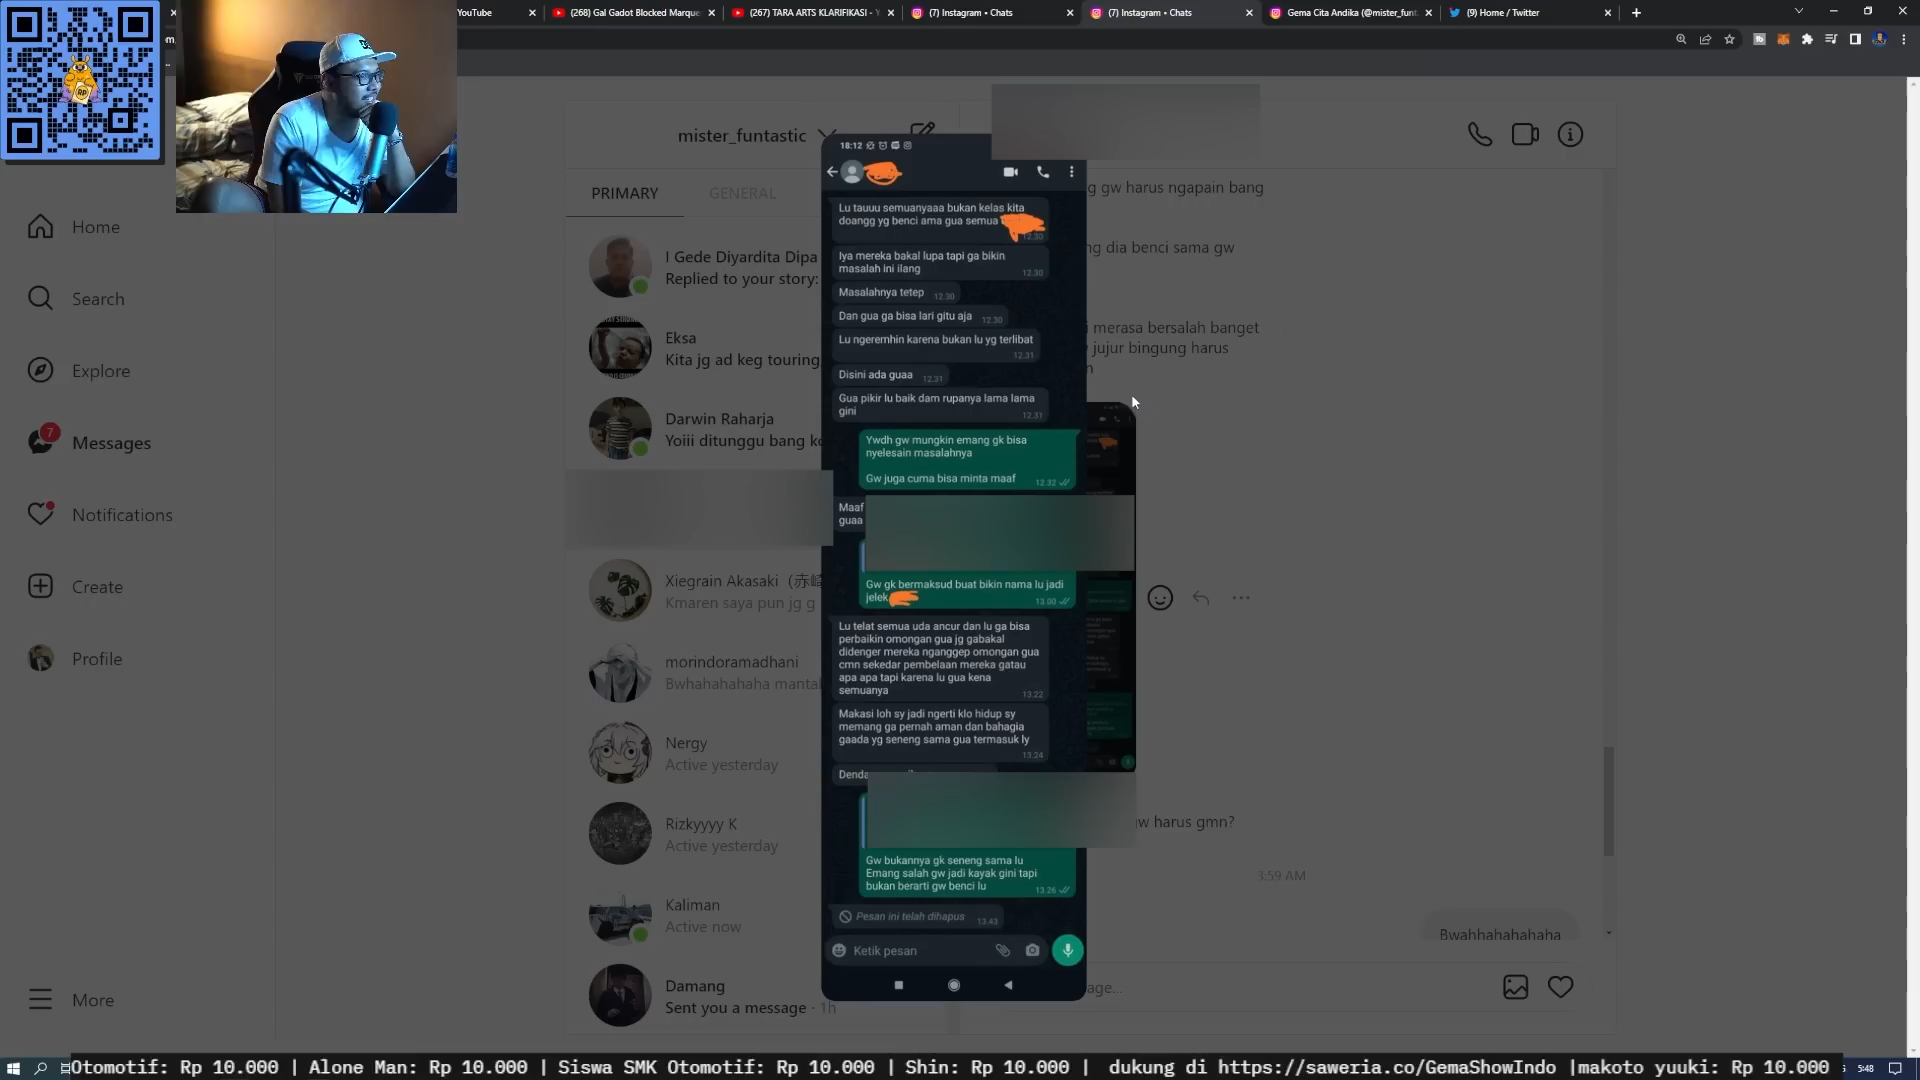 YouTube
(268) Gal Gadot Blocked Marque
(267) TARA ARTS KLARIFIKASI - Y
(7) Instagram • Chats
(7) Instagram • Chats
Gema Cita Andika (@mister_funt
(9) Home / Twitter
RP
mister_funtastic
PRIMARY
GENERAL
Home
Search
Explore
7
Messages
Notifications
Create
Profile
More
I Gede Diyardita Dipa
Replied to your story:
Eksa
Kita jg ad keg touring
Darwin Raharja
Yoiii ditunggu bang k
Xiegrain Akasaki (赤崎
Kmaren saya pun jg g
morindoramadhani
Bwhahahahaha manta
Nergy
Active yesterday
Rizkyyyy K
Active yesterday
Kaliman
Active now
Damang
Sent you a message · 1h
18:12
Lu tauuu semuanyaaa bukan kelas kita
doangg yg benci ama gua semua
12.30
Iya mereka bakal lupa tapi ga bikin
masalah ini ilang
12.30
Masalahnya tetep 12.30
Dan gua ga bisa lari gitu aja 12.30
Lu ngeremhin karena bukan lu yg terlibat
12.31
Disini ada guaa 12.31
Gua pikir lu baik dam rupanya lama lama
gini
12.31
Ywdh gw mungkin emang gk bisa
nyelesain masalahnya
Gw juga cuma bisa minta maaf
12.32
Maaf
guaa
Gw gk bermaksud buat bikin nama lu jadi
jelek
13.00
Lu telat semua uda ancur dan lu ga bisa
perbaikin omongan gua jg gabakal
didenger mereka nganggep omongan gua
cmn sekedar pembelaan mereka gatau
apa apa tapi karena lu gua kena
semuanya
13.22
Makasi loh sy jadi ngerti klo hidup sy
memang ga pernah aman dan bahagia
gaada yg seneng sama gua termasuk ly
13.24
Denda
Gw bukannya gk seneng sama lu
Emang salah gw jadi kayak gini tapi
bukan berarti gw benci lu
13.26
Pesan ini telah dihapus 13.43
Ketik pesan
g gw harus ngapain bang
ng dia benci sama gw
i merasa bersalah banget
jujur bingung harus
n
w harus gmn?
3:59 AM
Bwahhahahahaha
age...
Otomotif: Rp 10.000 | Alone Man: Rp 10.000 | Siswa SMK Otomotif: Rp 10.000 | Shin: Rp 10.000 | dukung di https://saweria.co/GemaShowIndo |makoto yuuki: Rp 10.000
5:48